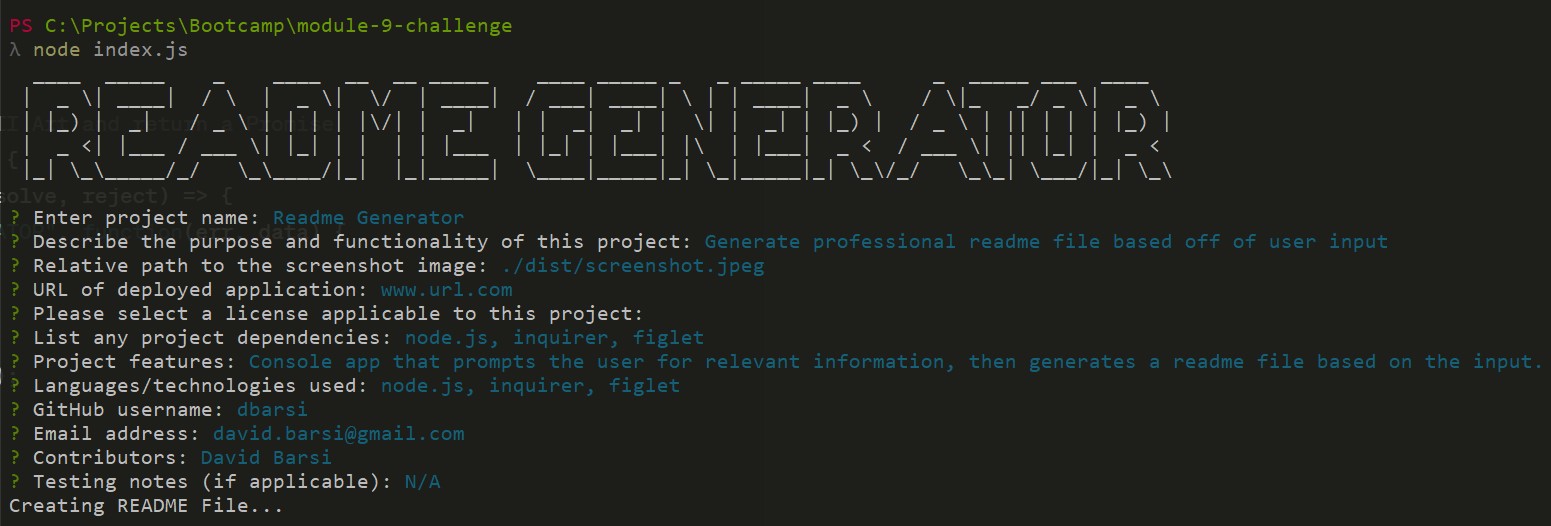 PS C:\Projects\Bootcamp\module-9-challenge
λ node index.js
README GENERATOR
? Enter project name: Readme Generator
? Describe the purpose and functionality of this project: Generate professional readme file based off of user input
? Relative path to the screenshot image: ./dist/screenshot.jpeg
? URL of deployed application: www.url.com
? Please select a license applicable to this project:
? List any project dependencies: node.js, inquirer, figlet
? Project features: Console app that prompts the user for relevant information, then generates a readme file based on the input.
? Languages/technologies used: node.js, inquirer, figlet
? GitHub username: dbarsi
? Email address: david.barsi@gmail.com
? Contributors: David Barsi
? Testing notes (if applicable): N/A
Creating README File...